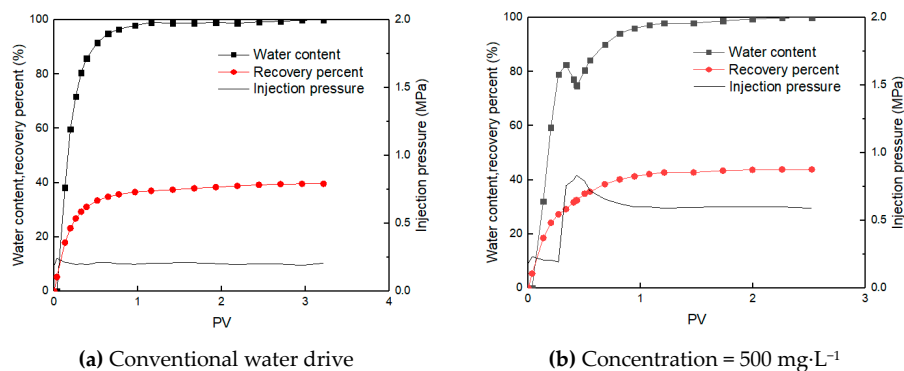 100
80
60
40
20
0
Water content,recovery percent (%)
2.0
1.5
1.0
0.5
0.0
Injection pressure (MPa)
Water content
Recovery percent
Injection pressure
0 1 2 3 4
PV
(a) Conventional water drive
100
80
60
40
20
0
Water content,recovery percent (%)
2.0
1.5
1.0
0.5
0.0
Injection pressure (MPa)
Water content
Recovery percent
Injection pressure
0 1 2 3
PV
(b) Concentration = 500 mg·L⁻¹